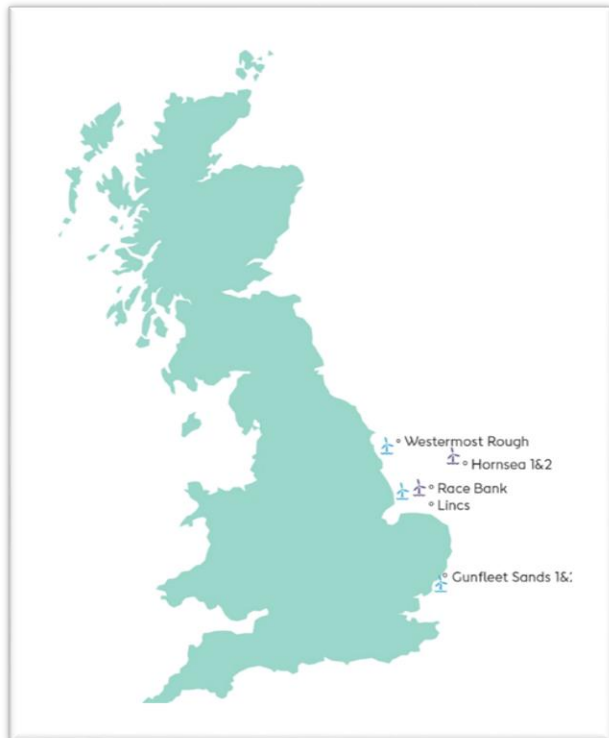 Westermost Rough
Hornsea 1&2
Race Bank
Lincs
Gunfleet Sands 1&